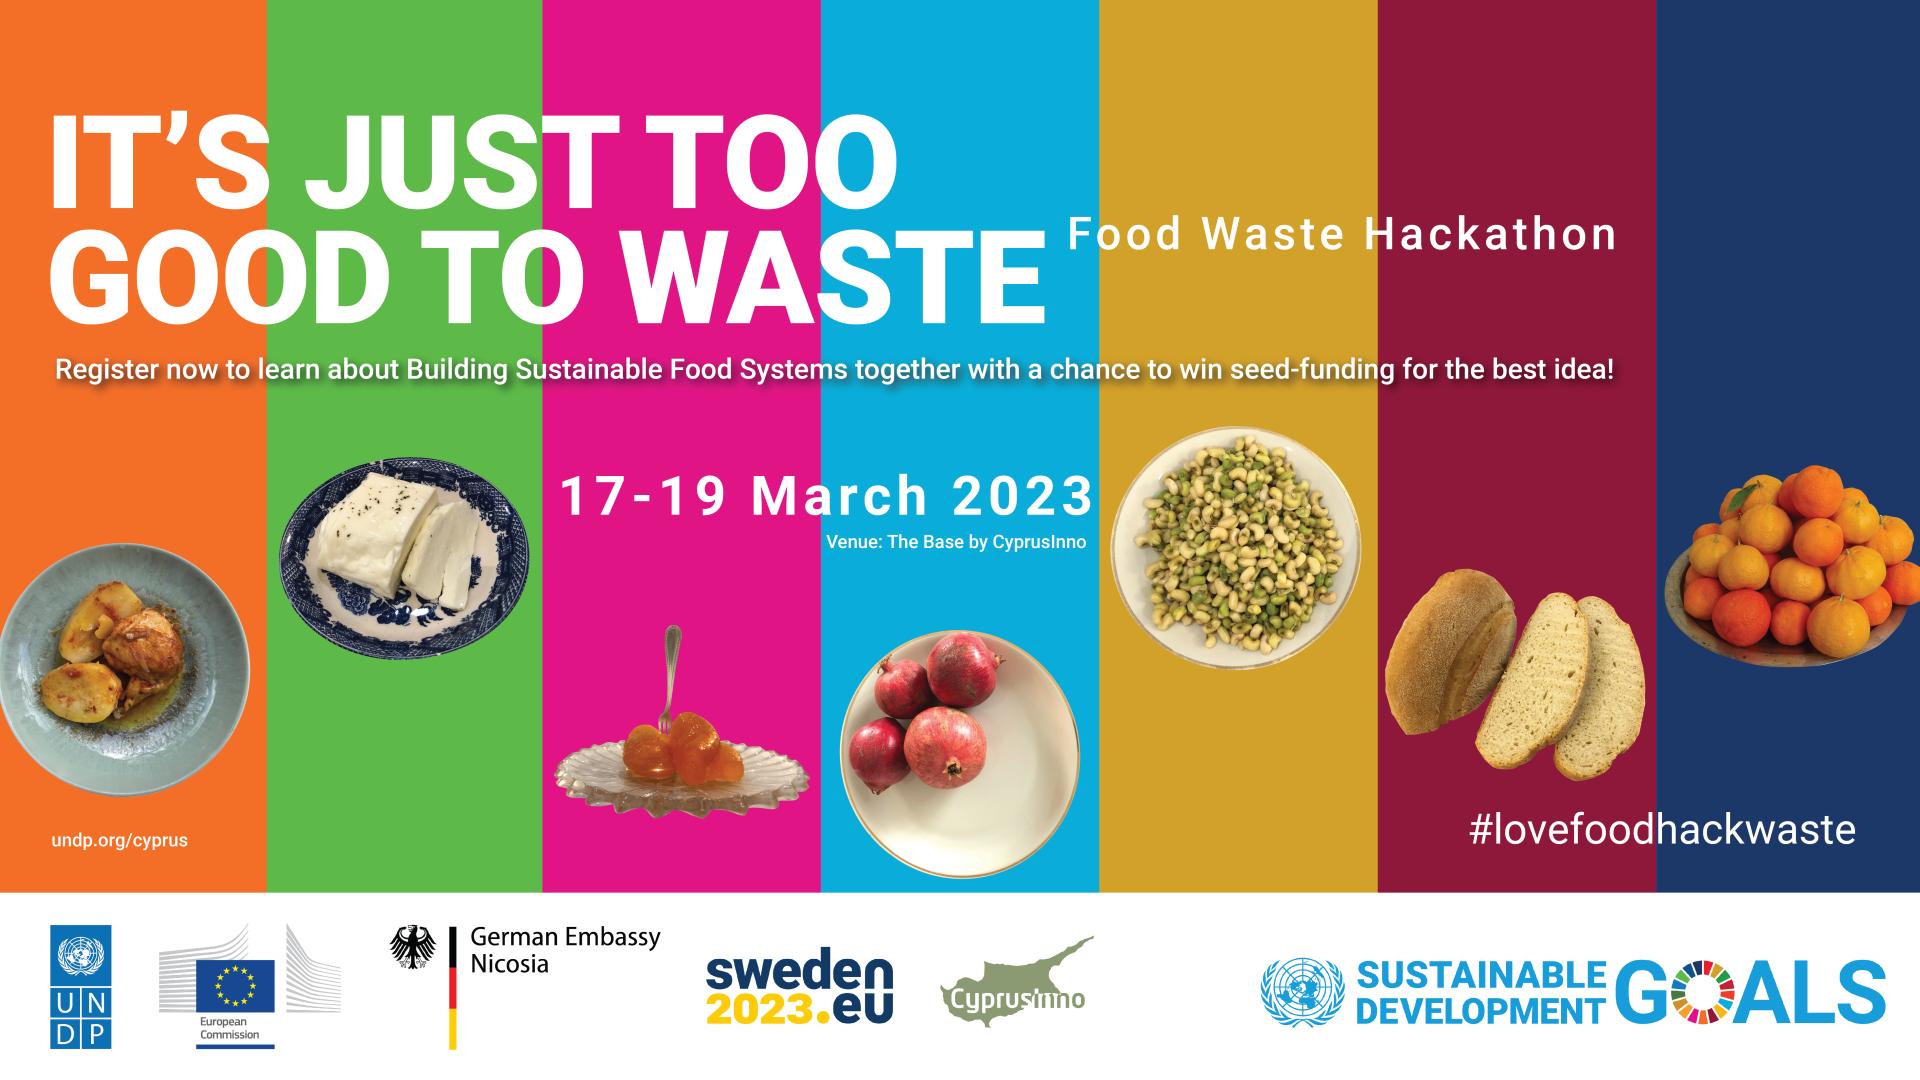 IT’S JUST TOO
GOOD TO WASTE
Food Waste Hackathon
Register now to learn about Building Sustainable Food Systems together with a chance to win seed-funding for the best idea!
17-19 March 2023
Venue: The Base by CyprusInno
undp.org/cyprus
#lovefoodhackwaste
UN
DP
European
Commission
German Embassy
Nicosia
sweden
2023.eu
CyprusInno
SUSTAINABLE
DEVELOPMENT
GOALS